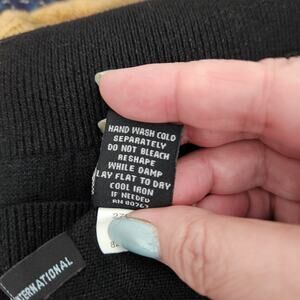 HAND WASH COLD
SEPARATELY
DO NOT BLEACH
RESHAPE
WHILE DAMP
LAY FLAT TO DRY
COOL IRON
IF NEEDED
INTERNATIONAL